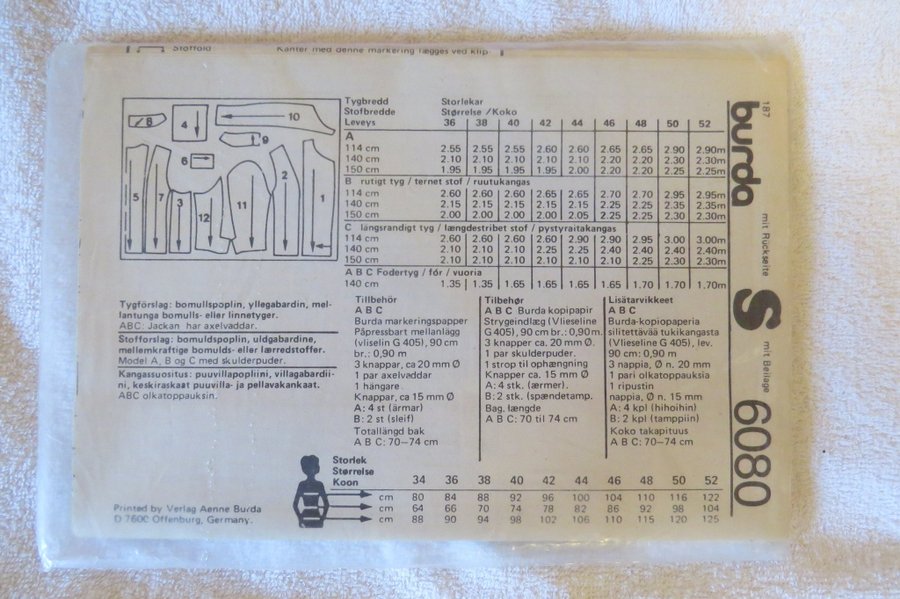 Stoffold Kanter med denne markering lægges ved klip
8 4 10 9 6 5 7 3 12 11 2 1
Tygbredd Storlekar
Stofbredde Størrelse /Koko
Leveys 36 38 40 42 44 46 48 50 52
A
114 cm 2.55 2.55 2.55 2.60 2.60 2.65 2.65 2.90 2.90m
140 cm 2.10 2.10 2.10 2.10 2.10 2.20 2.20 2.30 2.30m
150 cm 1.95 1.95 1.95 1.95 2.00 2.20 2.20 2.25 2.25m
B rutigt tyg / ternet stof / ruutukangas
114 cm 2.60 2.60 2.60 2.65 2.65 2.70 2.70 2.95 2.95m
140 cm 2.15 2.15 2.15 2.15 2.15 2.25 2.25 2.35 2.35m
150 cm 2.00 2.00 2.00 2.00 2.05 2.25 2.25 2.30 2.30m
C långsrandigt tyg / længdestribet stof / pystyraitakangas
114 cm 2.60 2.60 2.60 2.60 2.90 2.90 2.95 3.00 3.00m
140 cm 2.10 2.10 2.10 2.25 2.25 2.40 2.40 2.40 2.40m
150 cm 2.10 2.10 2.10 2.10 2.10 2.25 2.25 2.30 2.30m
A B C Fodertyg / fór / vuoria
140 cm 1.35 1.35 1.65 1.65 1.65 1.65 1.70 1.70 1.70m
Tygförslag: bomullspoplin, yllegabardin, mel-
lantunga bomulls- eller linnetyger.
ABC: Jackan har axelvaddar.
Stofforslag: bomuldspoplin, uldgabardine,
mellemkraftige bomulds- eller lærredstoffer.
Model A, B og C med skulderpuder.
Kangassuositus: puuvillapopliini, villagabardii-
ni, keskiraskaat puuvilla- ja pellavakankaat.
ABC olkatoppauksin.
Tillbehör
A B C
Burda markeringspapper
Påpressbart mellanlägg
(vlieselin G 405), 90 cm
br.: 0,90 m
3 knappar, ca 20 mm Ø
1 par axelvaddar
1 hängare
Knappar, ca 15 mm Ø
A: 4 st (ärmar)
B: 2 st (sleif)
Totallängd bak
A B C: 70–74 cm
Tilbehør
A B C Burda kopipapir
Strygeindlæg (Vlieseline
G 405), 90 cm br.: 0,90m.
3 knapper ca. 20 mm Ø.
1 par skulderpuder.
1 strop til ophængning
Knapper ca. 15 mm Ø
A: 4 stk. (ærmer).
B: 2 stk. (spændetamp.
Bag. længde
A B C: 70 til 74 cm
Lisätarvikkeet
A B C
Burda-kopiopaperia
silitettävää tukikangasta
(Vlieseline G 405), lev.
90 cm: 0,90 m
3 nappia, Ø n. 20 mm
1 pari olkatoppauksia
1 ripustin
nappia, Ø n. 15 mm
A: 4 kpl (hihoihin)
B: 2 kpl (tamppiin)
Koko takapituus
A B C: 70–74 cm
Storlek
Størrelse
Koon 34 36 38 40 42 44 46 48 50 52
cm 80 84 88 92 96 100 104 110 116 122
cm 64 66 70 74 78 82 86 92 98 104
cm 88 90 94 98 102 106 110 115 120 125
Printed by Verlag Aenne Burda
D 7600 Offenburg, Germany.
187
burda
mit Rückseite
S
mit Beilage
6080